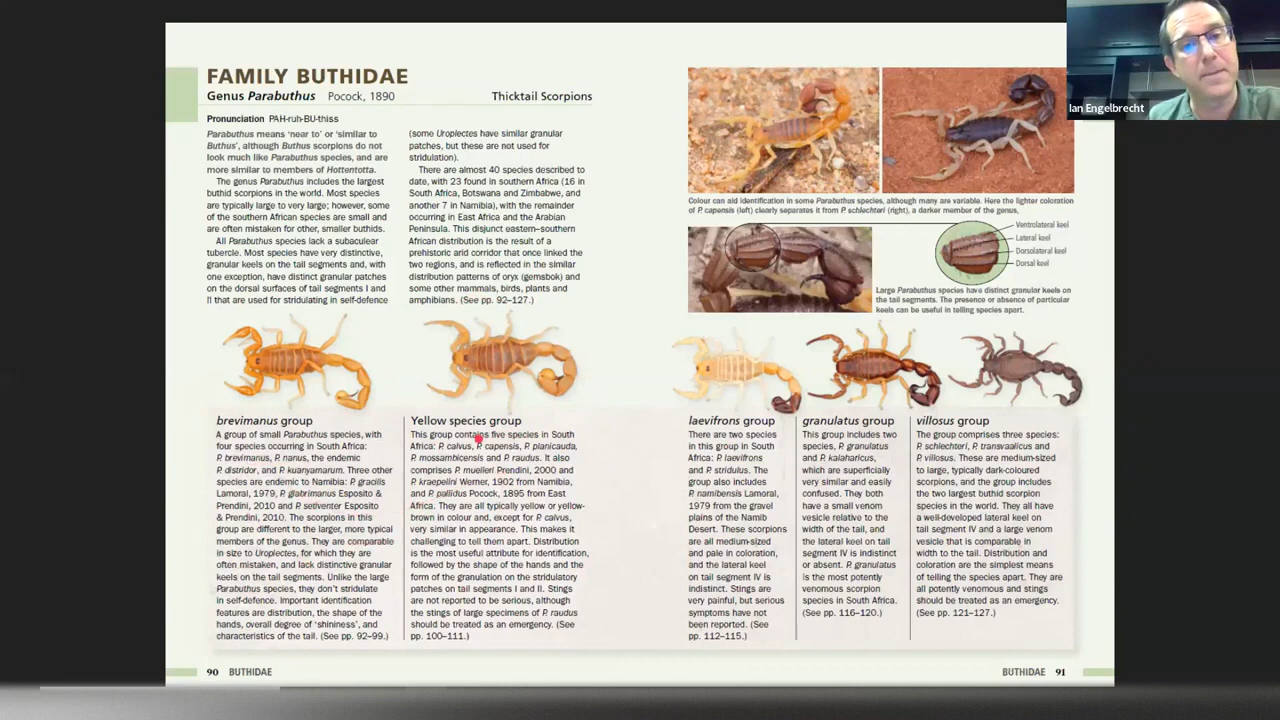 FAMILY BUTHIDAE
Genus Parabuthus Pocock, 1890 Thicktail Scorpions
Pronunciation PAH-ruh-BU-thiss
Parabuthus means 'near to' or 'similar to
Buthus', although Buthus scorpions do not
look much like Parabuthus species, and are
more similar to members of Hottentotta.
The genus Parabuthus includes the largest
buthid scorpions in the world. Most species
are typically large to very large; however, some
of the southern African species are small and
are often mistaken for other, smaller buthids.
All Parabuthus species lack a subaculear
tubercle. Most species have very distinctive,
granular keels on the tail segments and, with
one exception, have distinct granular patches
on the dorsal surfaces of tail segments I and
II that are used for stridulating in self-defence
(some Uroplectes have similar granular
patches, but these are not used for
stridulation).
There are almost 40 species described to
date, with 23 found in southern Africa (16 in
South Africa, Botswana and Zimbabwe, and
another 7 in Namibia), with the remainder
occurring in East Africa and the Arabian
Peninsula. This disjunct eastern–southern
African distribution is the result of a
prehistoric arid corridor that once linked the
two regions, and is reflected in the similar
distribution patterns of oryx (gemsbok) and
some other mammals, birds, plants and
amphibians. (See pp. 92–127.)
brevimanus group
A group of small Parabuthus species, with
four species occurring in South Africa:
P. brevimanus, P. nanus, the endemic
P. distridor, and P. kuanyamarum. Three other
species are endemic to Namibia: P. gracilis
Lamoral, 1979, P. glabrimanus Esposito &
Prendini, 2010 and P. setiventer Esposito
& Prendini, 2010. The scorpions in this
group are different to the larger, more typical
members of the genus. They are comparable
in size to Uroplectes, for which they are
often mistaken, and lack distinctive granular
keels on the tail segments. Unlike the large
Parabuthus species, they don't stridulate
in self-defence. Important identification
features are distribution, the shape of the
hands, overall degree of 'shininess', and
characteristics of the tail. (See pp. 92–99.)
Yellow species group
This group contains five species in South
Africa: P. calvus, P. capensis, P. planicauda,
P. mossambicensis and P. raudus. It also
comprises P. muelleri Prendini, 2000 and
P. kraepelini Werner, 1902 from Namibia,
and P. pallidus Pocock, 1895 from East
Africa. They are all typically yellow or yellow-
brown in colour and, except for P. calvus,
very similar in appearance. This makes it
challenging to tell them apart. Distribution
is the most useful attribute for identification,
followed by the shape of the hands and the
form of the granulation on the stridulatory
patches on tail segments I and II. Stings
are not reported to be serious, although
the stings of large specimens of P. raudus
should be treated as an emergency. (See
pp. 100–111.)
90 BUTHIDAE
Ian Engelbrecht
Colour can aid identification in some Parabuthus species, although many are variable. Here the lighter coloration
of P. capensis (left) clearly separates it from P. schlechteri (right), a darker member of the genus,
Ventrolateral keel
Lateral keel
Dorsolateral keel
Dorsal keel
Large Parabuthus species have distinct granular keels on
the tail segments. The presence or absence of particular
keels can be useful in telling species apart.
laevifrons group
There are two species
in this group in South
Africa: P. laevifrons
and P. stridulus. The
group also includes
P. namibensis Lamoral,
1979 from the gravel
plains of the Namib
Desert. These scorpions
are all medium-sized
and pale in coloration,
and the lateral keel
on tail segment IV is
indistinct. Stings are
very painful, but serious
symptoms have not
been reported. (See
pp. 112–115.)
granulatus group
This group includes two
species, P. granulatus
and P. kalaharicus,
which are superficially
very similar and easily
confused. They both
have a small venom
vesicle relative to the
width of the tail, and
the lateral keel on tail
segment IV is indistinct
or absent. P. granulatus
is the most potently
venomous scorpion
species in South Africa.
(See pp. 116–120.)
villosus group
The group comprises three species:
P. schlechteri, P. transvaalicus and
P. villosus. These are medium-sized
to large, typically dark-coloured
scorpions, and the group includes
the two largest buthid scorpion
species in the world. They all have
a well-developed lateral keel on
tail segment IV and a large venom
vesicle that is comparable in
width to the tail. Distribution and
coloration are the simplest means
of telling the species apart. They are
all potently venomous and stings
should be treated as an emergency.
(See pp. 121–127.)
BUTHIDAE 91